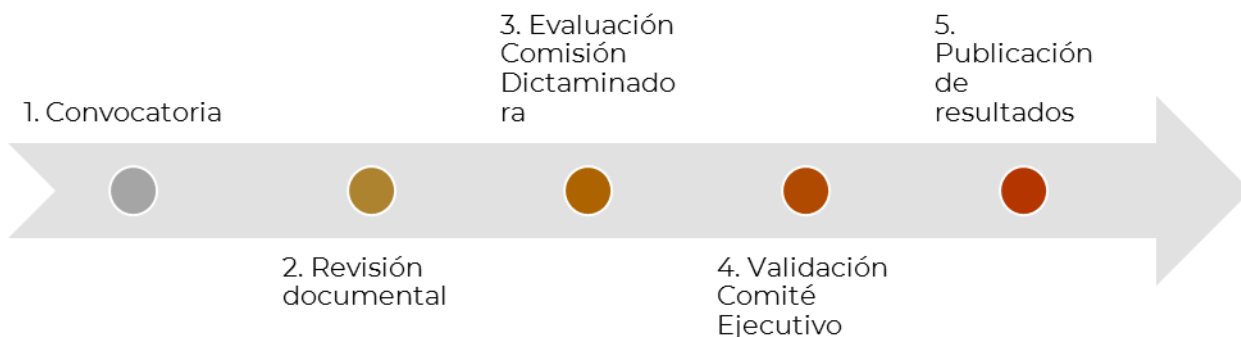 1. Convocatoria
2. Revisión
documental
3. Evaluación
Comisión
Dictaminado
ra
4. Validación
Comité
Ejecutivo
5.
Publicación
de
resultados